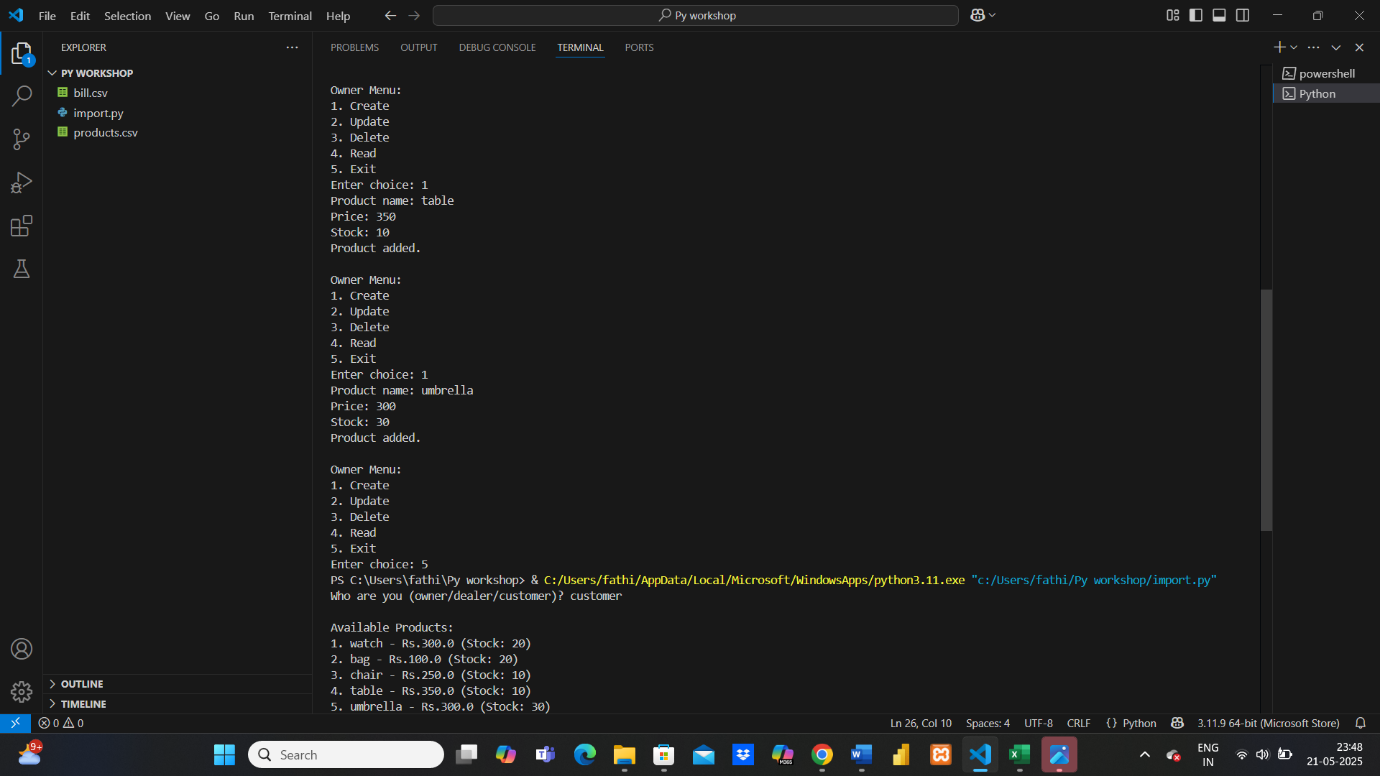 File Edit Selection View Go Run Terminal Help
Py workshop
EXPLORER
PY WORKSHOP
bill.csv
import.py
products.csv
OUTLINE
TIMELINE
1
PROBLEMS OUTPUT DEBUG CONSOLE TERMINAL PORTS
powershell
Python
Owner Menu:
1. Create
2. Update
3. Delete
4. Read
5. Exit
Enter choice: 1
Product name: table
Price: 350
Stock: 10
Product added.
Owner Menu:
1. Create
2. Update
3. Delete
4. Read
5. Exit
Enter choice: 1
Product name: umbrella
Price: 300
Stock: 30
Product added.
Owner Menu:
1. Create
2. Update
3. Delete
4. Read
5. Exit
Enter choice: 5
PS C:\Users\fathi\Py workshop> & C:/Users/fathi/AppData/Local/Microsoft/WindowsApps/python3.11.exe "c:/Users/fathi/Py workshop/import.py"
Who are you (owner/dealer/customer)? customer
Available Products:
1. watch - Rs.300.0 (Stock: 20)
2. bag - Rs.100.0 (Stock: 20)
3. chair - Rs.250.0 (Stock: 10)
4. table - Rs.350.0 (Stock: 10)
5. umbrella - Rs.300.0 (Stock: 30)
0 0 Ln 26, Col 10 Spaces: 4 UTF-8 CRLF {} Python 3.11.9 64-bit (Microsoft Store)
9+ Search M365 ENG 23:48
IN 21-05-2025